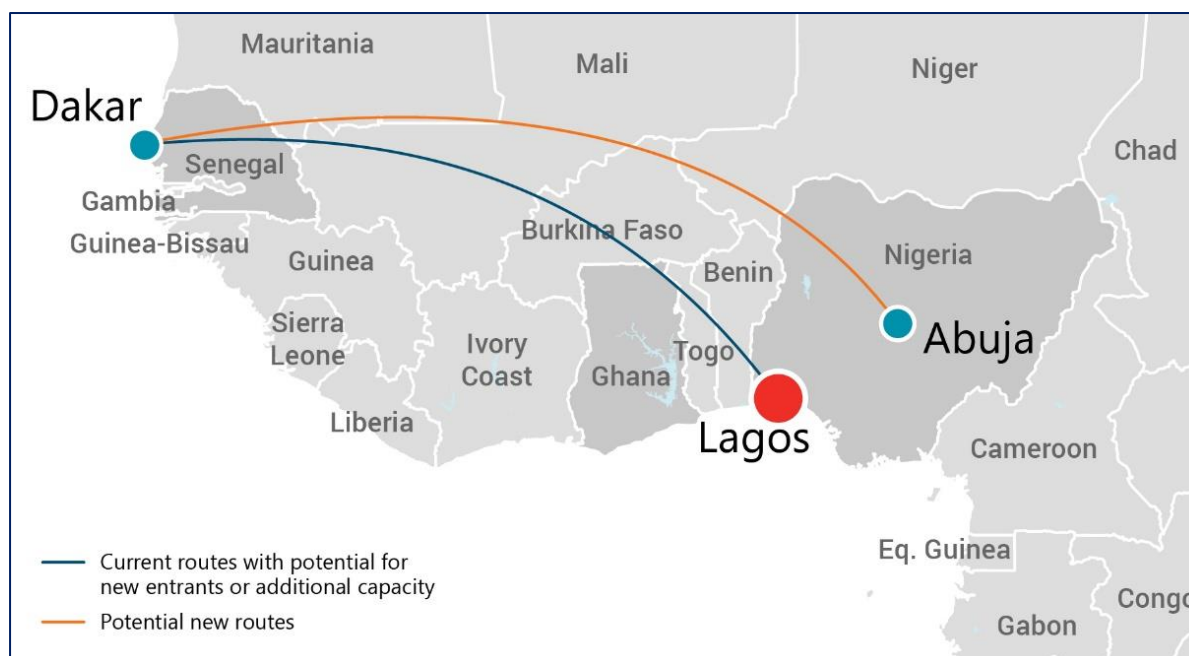 Mauritania
Mali
Niger
Dakar
Chad
Senegal
Gambia
Guinea-Bissau
Burkina Faso
Nigeria
Guinea
Benin
Sierra
Leone
Ivory
Coast
Ghana
Togo
Abuja
Liberia
Lagos
Cameroon
Current routes with potential for
new entrants or additional capacity
Potential new routes
Eq. Guinea
Congo
Gabon